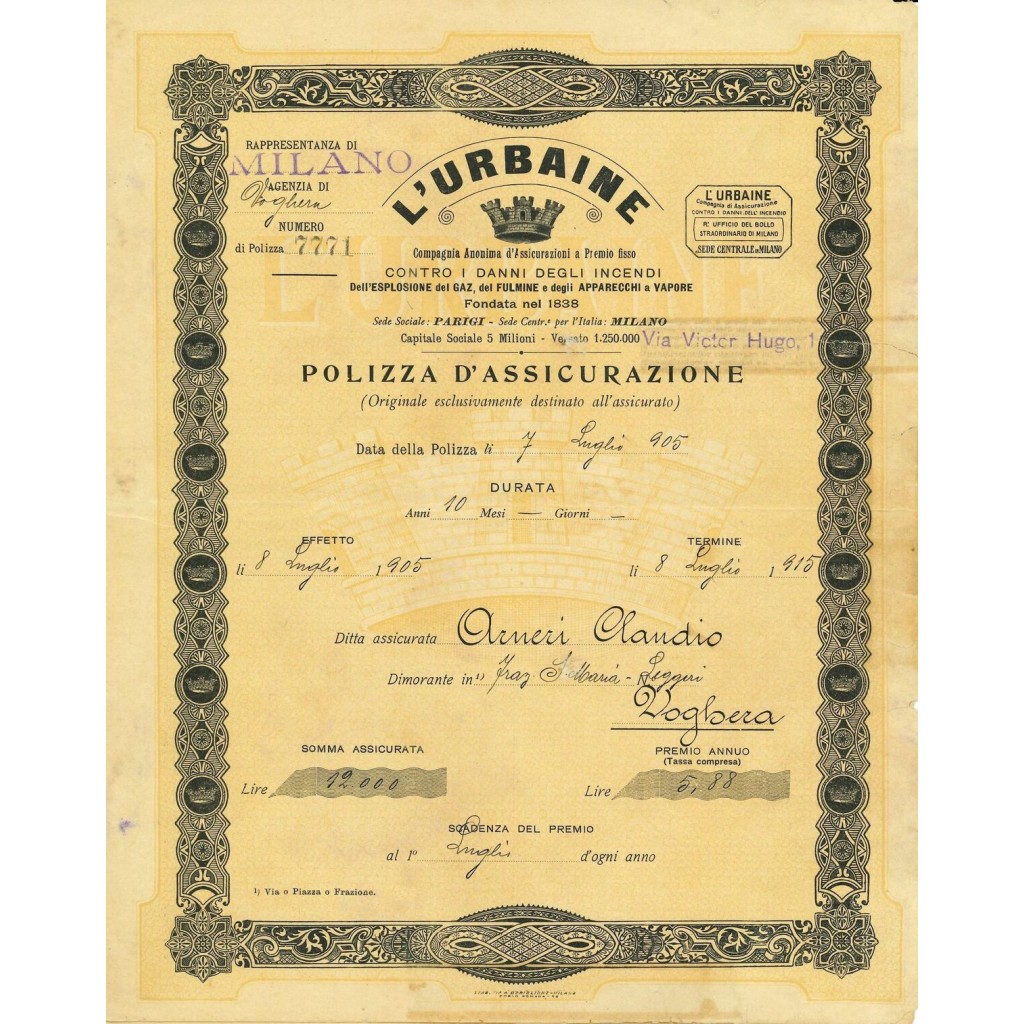 RAPPRESENTANZA DI
MILANO
AGENZIA DI
Voghera
NUMERO
di Polizza 7771
L'URBAINE
Compagnia Anonima d'Assicurazioni a Premio fisso
CONTRO I DANNI DEGLI INCENDI
Dell'ESPLOSIONE del GAZ, del FULMINE e degli APPARECCHI a VAPORE
Fondata nel 1838
Sede Sociale: PARIGI - Sede Centr.e per l'Italia: MILANO
Capitale Sociale 5 Milioni - Versato 1.250.000 Via Victor Hugo, 1
L'URBAINE
Compagnia di Assicurazione
CONTRO I DANNI DELL'INCENDIO
R.o UFFICIO DEL BOLLO
STRAORDINARIO DI MILANO
SEDE CENTRALE in MILANO
L'URBAINE
POLIZZA D'ASSICURAZIONE
(Originale esclusivamente destinato all'assicurato)
Data della Polizza li 7 Luglio 905
DURATA
Anni 10 Mesi — Giorni —
EFFETTO TERMINE
li 8 Luglio 1905 li 8 Luglio 1915
Ditta assicurata Arneri Claudio
Dimorante in 1) Fraz. Sta Maria -
Voghera
SOMMA ASSICURATA PREMIO ANNUO
(Tassa compresa)
Lire 12.000 Lire 5,88
SCADENZA DEL PREMIO
al 1o Luglio d'ogni anno
1) Via o Piazza o Frazione.